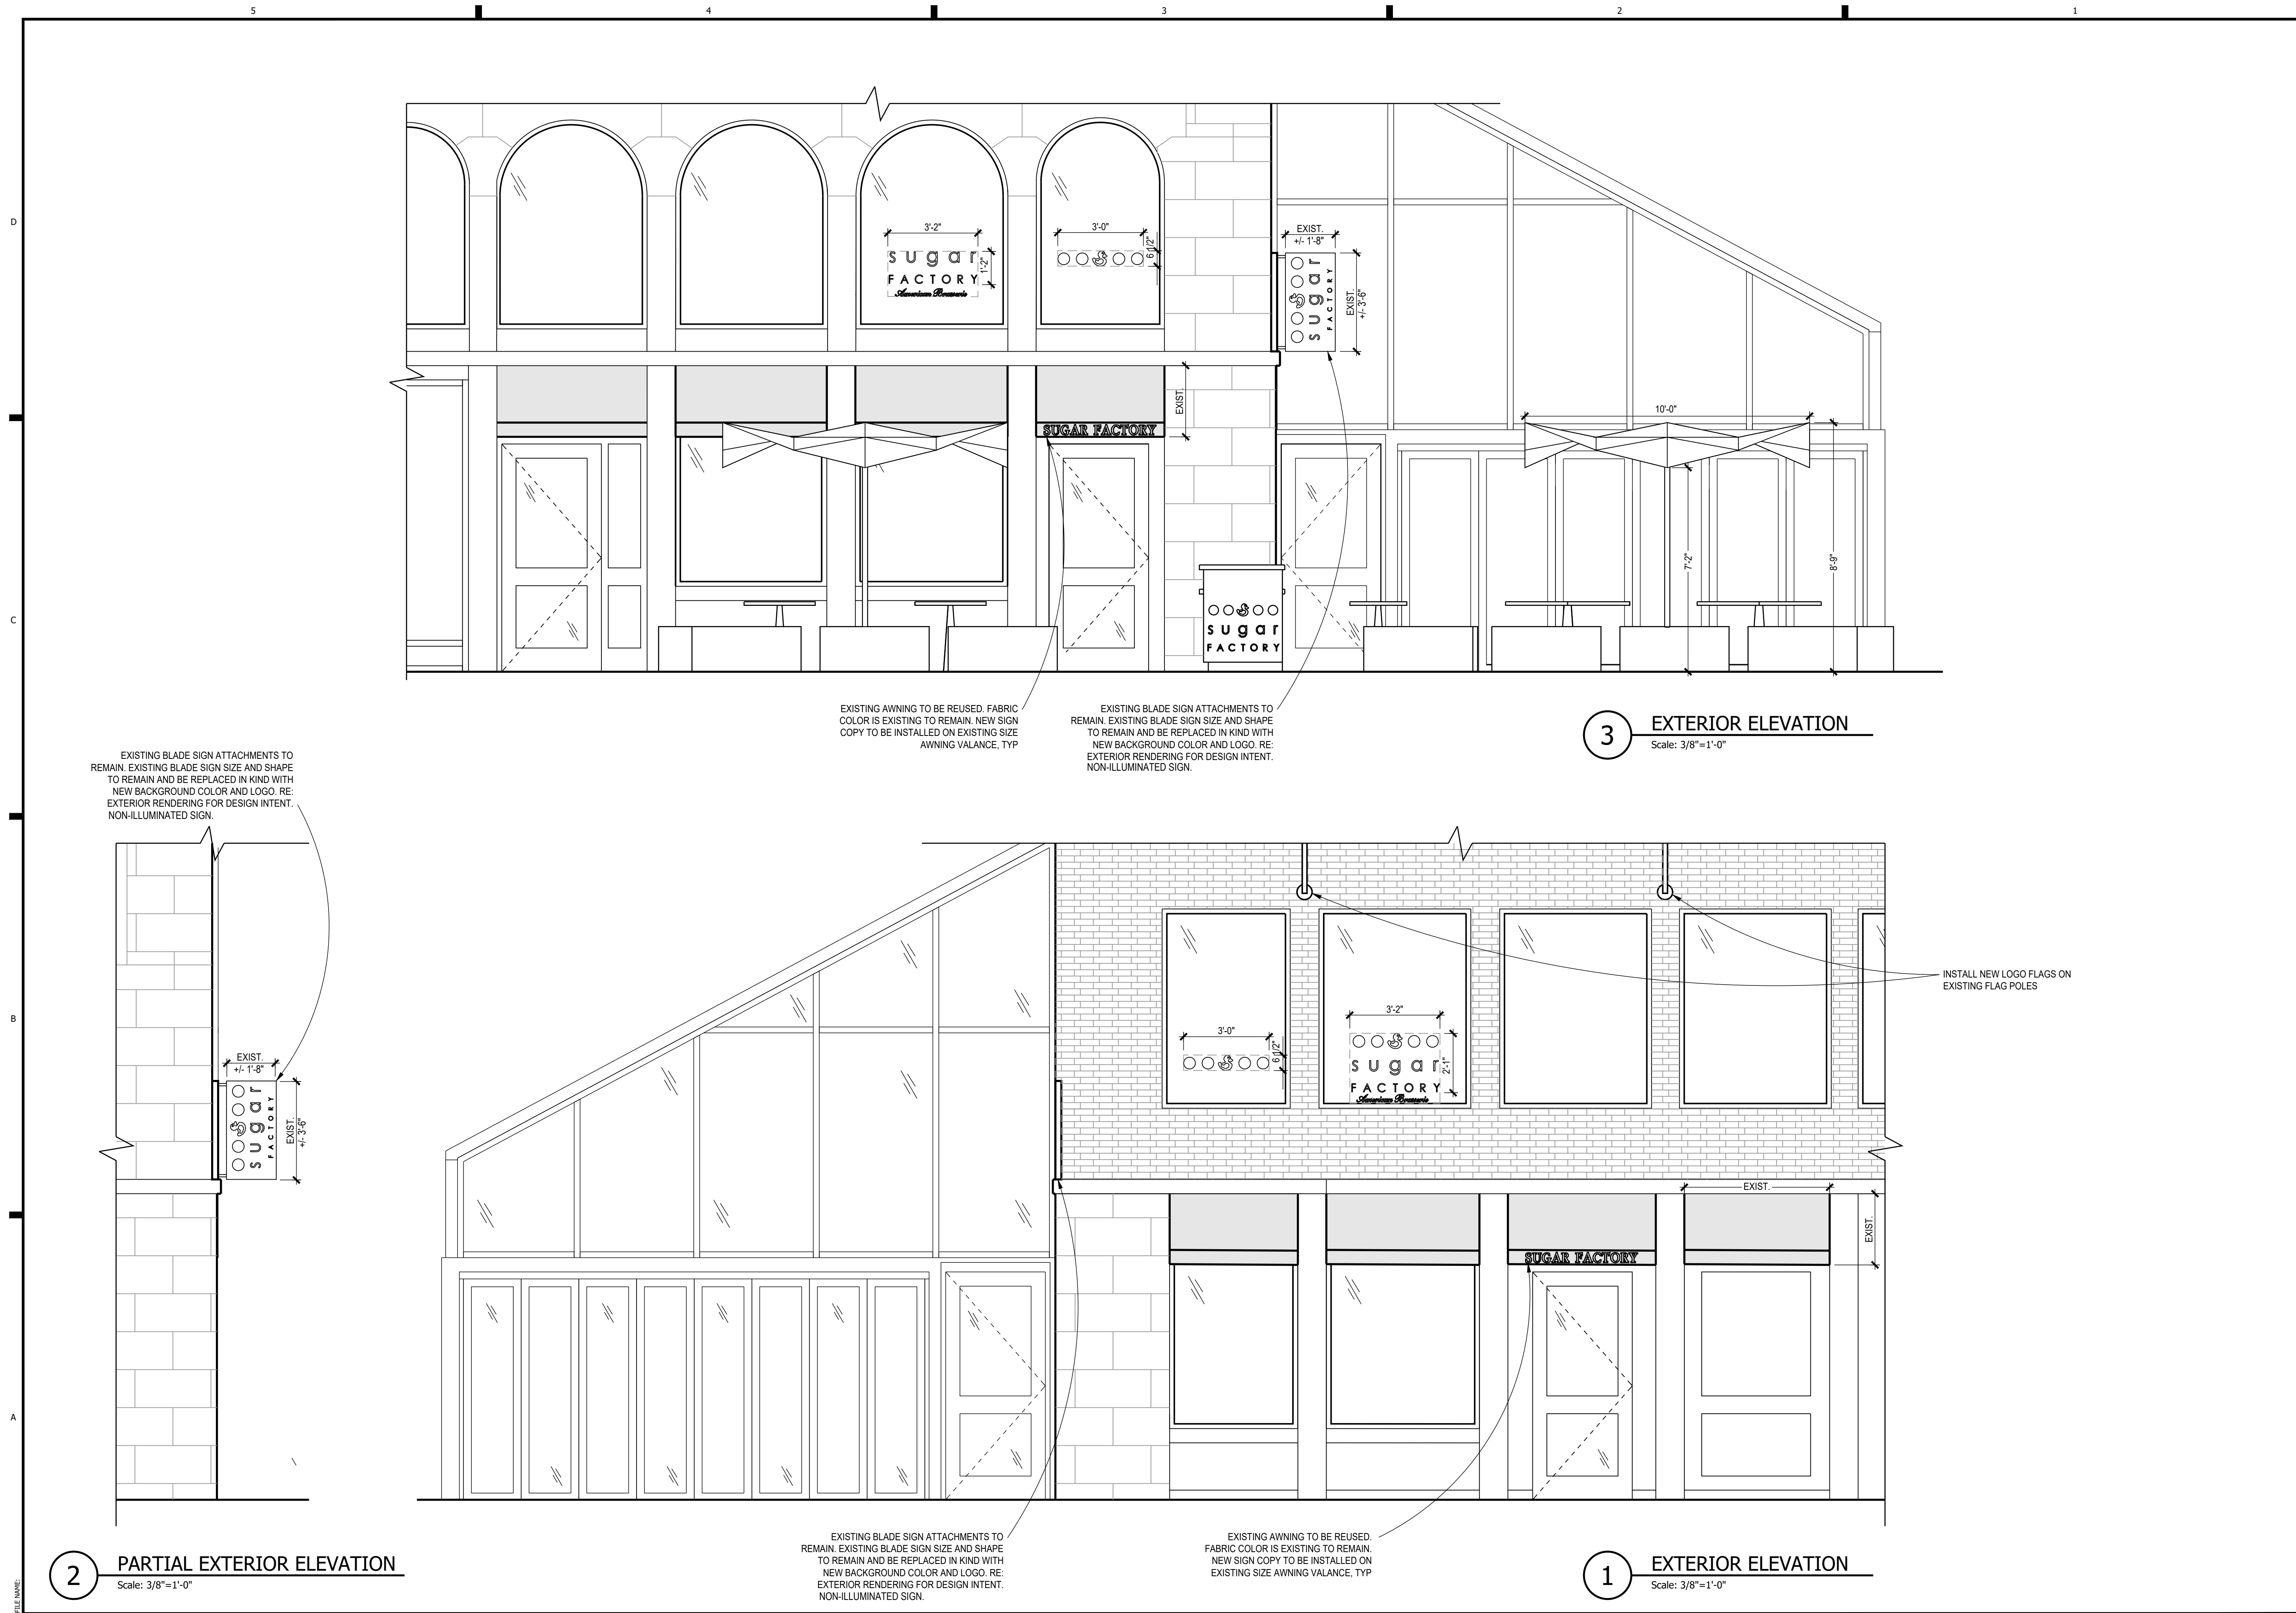 5
4
3
2
1
D
C
B
A
3'-2"
3'-0"
6 1/2"
1'-2"
sugar
FACTORY
American Brasserie
EXIST.
+/- 1'-8"
EXIST.
+/- 3'-6"
sugar
FACTORY
EXIST.
SUGAR FACTORY
10'-0"
7'-2"
8'-9"
sugar
FACTORY
EXISTING AWNING TO BE REUSED. FABRIC
COLOR IS EXISTING TO REMAIN. NEW SIGN
COPY TO BE INSTALLED ON EXISTING SIZE
AWNING VALANCE, TYP
EXISTING BLADE SIGN ATTACHMENTS TO
REMAIN. EXISTING BLADE SIGN SIZE AND SHAPE
TO REMAIN AND BE REPLACED IN KIND WITH
NEW BACKGROUND COLOR AND LOGO. RE:
EXTERIOR RENDERING FOR DESIGN INTENT.
NON-ILLUMINATED SIGN.
3
EXTERIOR ELEVATION
Scale: 3/8"=1'-0"
EXISTING BLADE SIGN ATTACHMENTS TO
REMAIN. EXISTING BLADE SIGN SIZE AND SHAPE
TO REMAIN AND BE REPLACED IN KIND WITH
NEW BACKGROUND COLOR AND LOGO. RE:
EXTERIOR RENDERING FOR DESIGN INTENT.
NON-ILLUMINATED SIGN.
EXIST.
+/- 1'-8"
EXIST.
+/- 3'-6"
sugar
FACTORY
INSTALL NEW LOGO FLAGS ON
EXISTING FLAG POLES
3'-0"
6 1/2"
3'-2"
2'-1"
sugar
FACTORY
American Brasserie
EXIST.
EXIST.
SUGAR FACTORY
EXISTING BLADE SIGN ATTACHMENTS TO
REMAIN. EXISTING BLADE SIGN SIZE AND SHAPE
TO REMAIN AND BE REPLACED IN KIND WITH
NEW BACKGROUND COLOR AND LOGO. RE:
EXTERIOR RENDERING FOR DESIGN INTENT.
NON-ILLUMINATED SIGN.
EXISTING AWNING TO BE REUSED.
FABRIC COLOR IS EXISTING TO REMAIN.
NEW SIGN COPY TO BE INSTALLED ON
EXISTING SIZE AWNING VALANCE, TYP
2
PARTIAL EXTERIOR ELEVATION
Scale: 3/8"=1'-0"
1
EXTERIOR ELEVATION
Scale: 3/8"=1'-0"
FILE NAME: